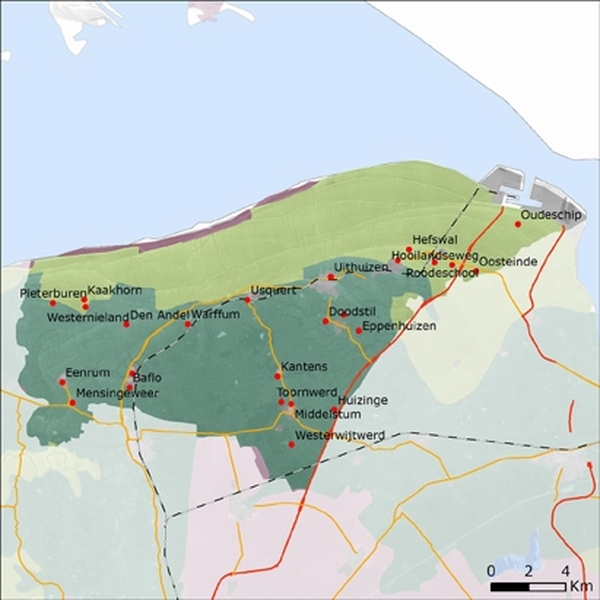 Oudeschip
Hefswal
Hooilandseweg
Oosteinde
Uithuizen
Roodeschool
Pieterburen
Kaakhorn
Usquert
Westernieland
Den Andel
Warffum
Doodstil
Eppenhuizen
Eenrum
Baflo
Kantens
Mensingeweer
Toornwerd
Huizinge
Middelstum
Westerwijtwerd
0 2 4
Km